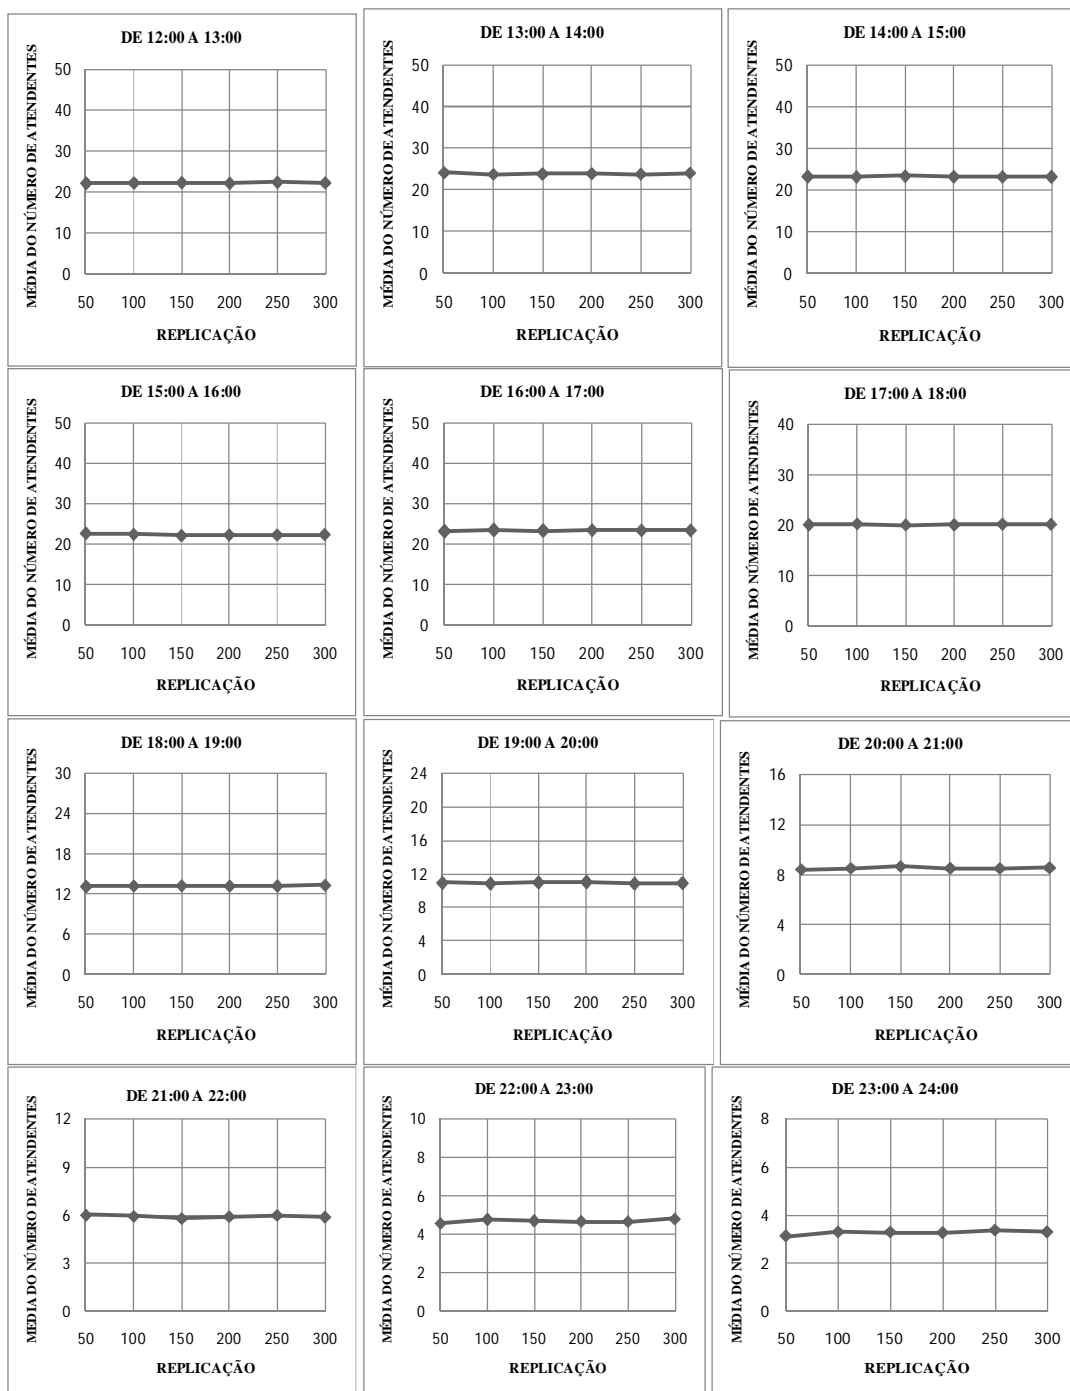 DE 12:00 A 13:00
MÉDIA DO NÚMERO DE ATENDENTES
50
40
30
20
10
0
50 100 150 200 250 300
REPLICAÇÃO
DE 13:00 A 14:00
MÉDIA DO NÚMERO DE ATENDENTES
50
40
30
20
10
0
50 100 150 200 250 300
REPLICAÇÃO
DE 14:00 A 15:00
MÉDIA DO NÚMERO DE ATENDENTES
50
40
30
20
10
0
50 100 150 200 250 300
REPLICAÇÃO
DE 15:00 A 16:00
MÉDIA DO NÚMERO DE ATENDENTES
50
40
30
20
10
0
50 100 150 200 250 300
REPLICAÇÃO
DE 16:00 A 17:00
MÉDIA DO NÚMERO DE ATENDENTES
50
40
30
20
10
0
50 100 150 200 250 300
REPLICAÇÃO
DE 17:00 A 18:00
MÉDIA DO NÚMERO DE ATENDENTES
40
30
20
10
0
50 100 150 200 250 300
REPLICAÇÃO
DE 18:00 A 19:00
MÉDIA DO NÚMERO DE ATENDENTES
30
24
18
12
6
0
50 100 150 200 250 300
REPLICAÇÃO
DE 19:00 A 20:00
MÉDIA DO NÚMERO DE ATENDENTES
24
20
16
12
8
4
0
50 100 150 200 250 300
REPLICAÇÃO
DE 20:00 A 21:00
MÉDIA DO NÚMERO DE ATENDENTES
16
12
8
4
0
50 100 150 200 250 300
REPLICAÇÃO
DE 21:00 A 22:00
MEDIA DO NÚMERO DE ATENDENTES
12
9
6
3
0
50 100 150 200 250 300
REPLICAÇÃO
DE 22:00 A 23:00
MÉDIA DO NÚMERO DE ATENDENTES
10
8
6
4
2
0
50 100 150 200 250 300
REPLICAÇÃO
DE 23:00 A 24:00
MÉDIA DO NÚMERO DE ATENDENTES
8
6
4
2
0
50 100 150 200 250 300
REPLICAÇÃO